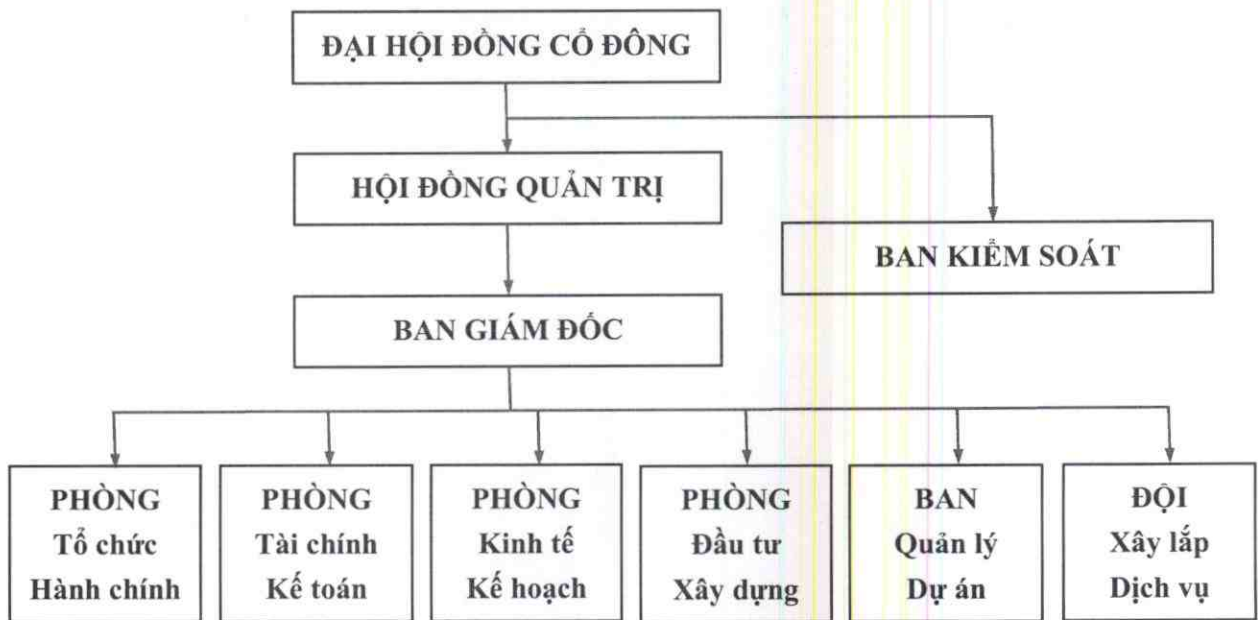 ĐẠI HỘI ĐỒNG CỔ ĐÔNG
HỘI ĐỒNG QUẢN TRỊ
BAN KIỂM SOÁT
BAN GIÁM ĐỐC
PHÒNG
Tổ chức
Hành chính
PHÒNG
Tài chính
Kế toán
PHÒNG
Kinh tế
Kế hoạch
PHÒNG
Đầu tư
Xây dựng
BAN
Quản lý
Dự án
ĐỘI
Xây lắp
Dịch vụ